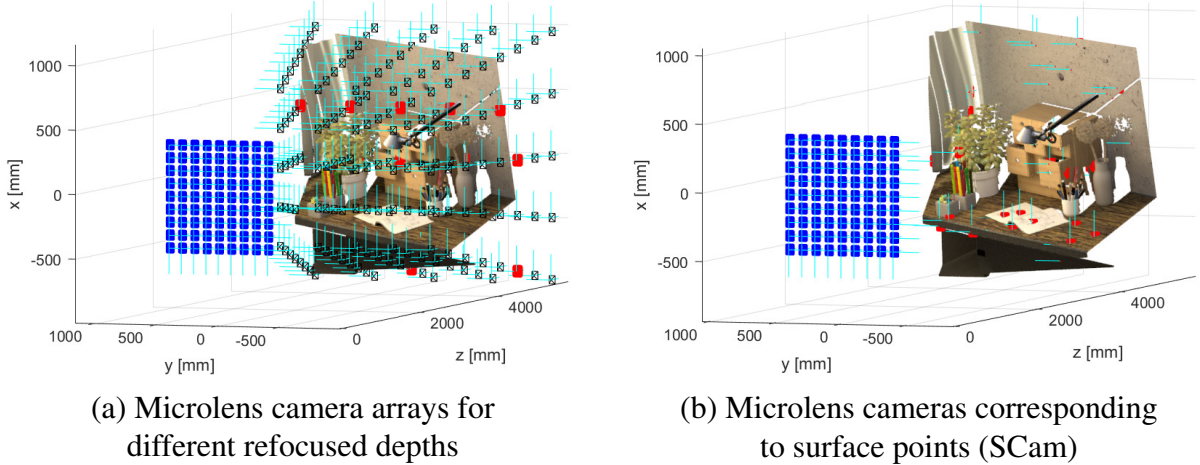 1000
500
0
-500
x [mm]
1000
500
0
-500
y [mm]
0
2000
4000
z [mm]
1000
500
0
-500
x [mm]
1000
500
0
-500
y [mm]
0
2000
4000
z [mm]
(a) Microlens camera arrays for
different refocused depths
(b) Microlens cameras corresponding
to surface points (SCam)